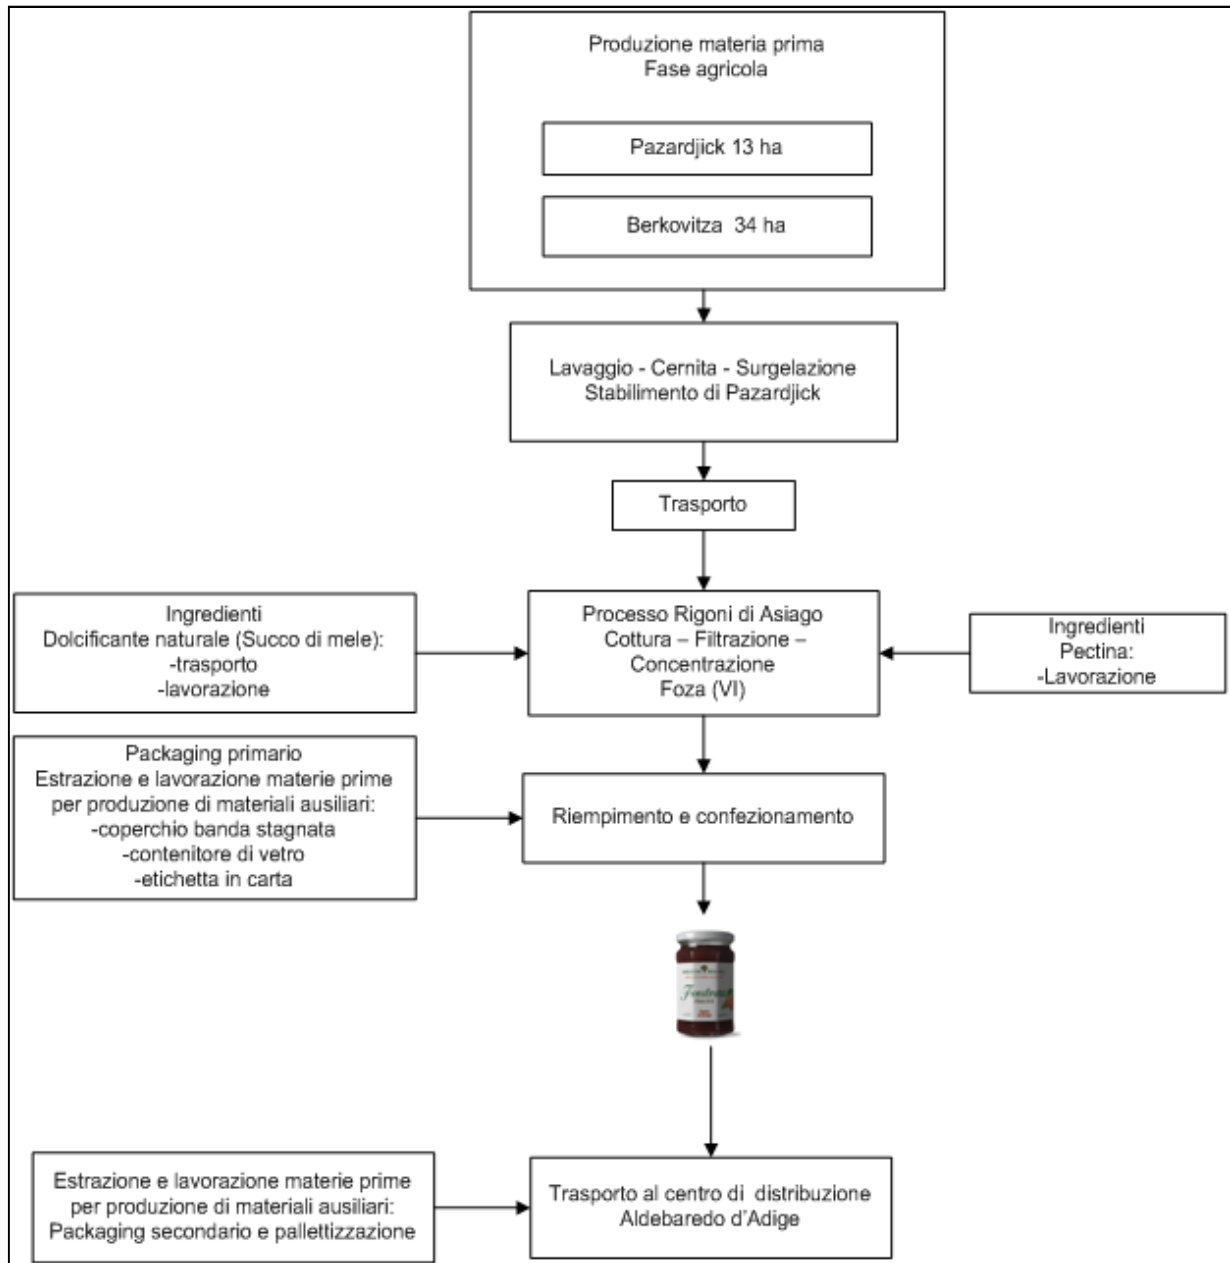 Produzione materia prima
Fase agricola
Pazardjick 13 ha
Berkovitza 34 ha
Lavaggio - Cernita - Surgelazione
Stabilimento di Pazardjick
Trasporto
Ingredienti
Dolcificante naturale (Succo di mele):
-trasporto
-lavorazione
Processo Rigoni di Asiago
Cottura – Filtrazione –
Concentrazione
Foza (VI)
Ingredienti
Pectina:
-Lavorazione
Packaging primario
Estrazione e lavorazione materie prime
per produzione di materiali ausiliari:
-coperchio banda stagnata
-contenitore di vetro
-etichetta in carta
Riempimento e confezionamento
Estrazione e lavorazione materie prime
per produzione di materiali ausiliari:
Packaging secondario e pallettizzazione
Trasporto al centro di distribuzione
Aldebaredo d'Adige